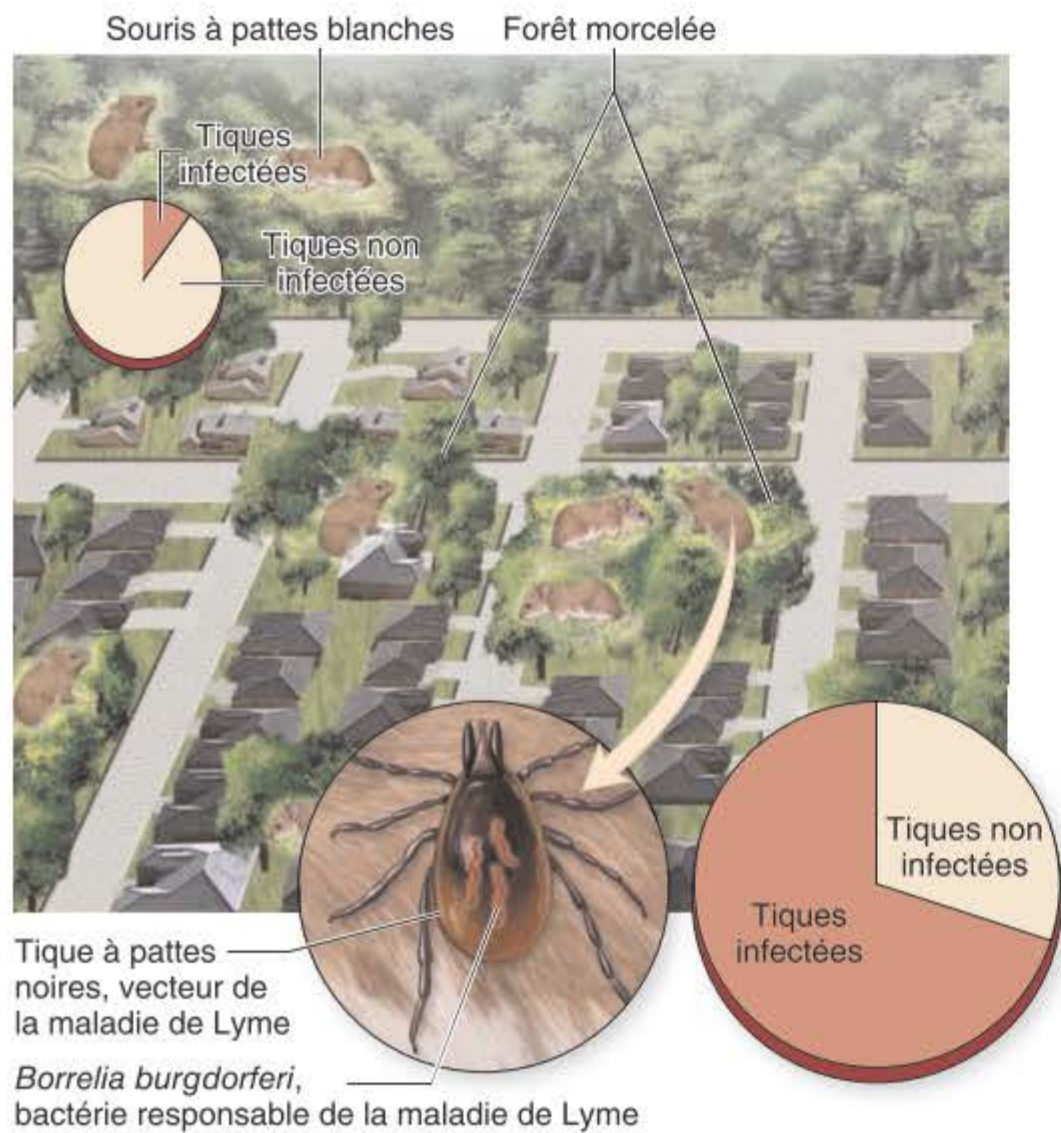 Souris à pattes blanches
Forêt morcelée
Tiques
infectées
Tiques non
infectées
Tiques non
infectées
Tiques
infectées
Tique à pattes
noires, vecteur de
la maladie de Lyme
Borrelia burgdorferi,
bactérie responsable de la maladie de Lyme